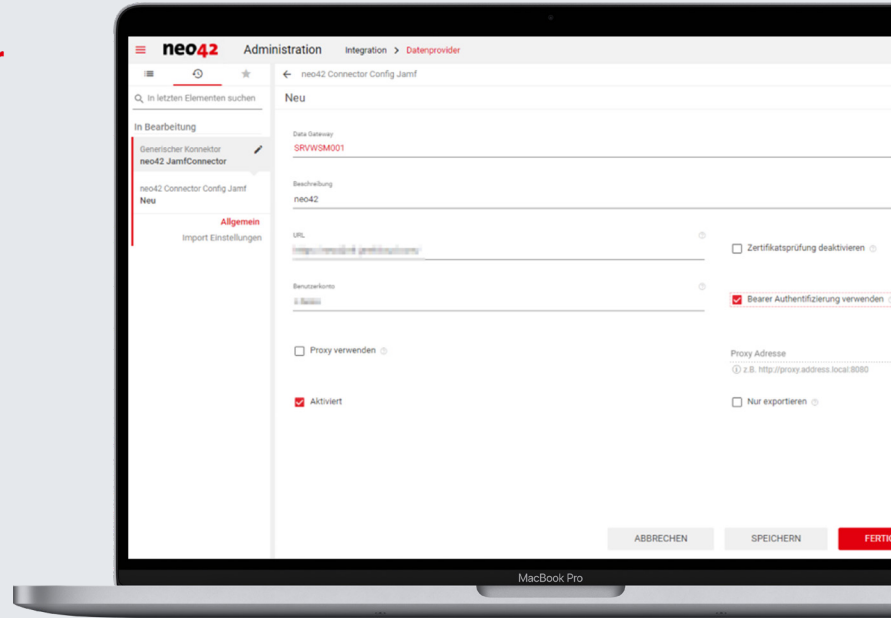 neo42 Administration Integration > Datenprovider
In letzten Elementen suchen
← neo42 Connector Config Jamf
Neu
In Bearbeitung
Generischer Konnektor
neo42 JamfConnector
neo42 Connector Config Jamf
Neu
Allgemein
Import Einstellungen
Data Gateway
SRVWSM001
Beschreibung
neo42
URL
Zertifikatsprüfung deaktivieren
Benutzerkonto
Bearer Authentifizierung verwenden
Proxy verwenden
Proxy Adresse
z.B. http://proxy.address.local:8080
Aktiviert
Nur exportieren
ABBRECHEN SPEICHERN
MacBook Pro